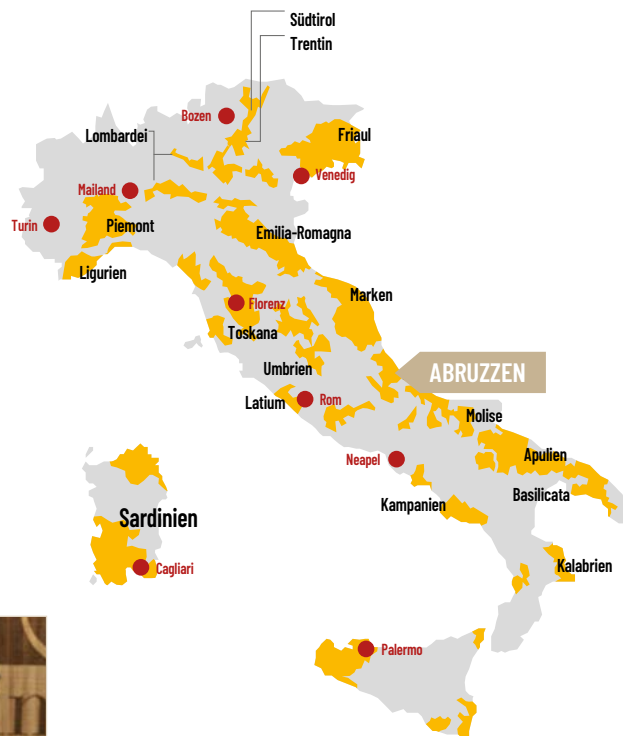 Südtirol
Trentin
Bozen
Lombardei
Friaul
Venedig
Mailand
Turin
Piemont
Emilia-Romagna
Ligurien
Marken
Florenz
Toskana
Umbrien
ABRUZZEN
Latium
Rom
Molise
Neapel
Apulien
Basilicata
Kampanien
Sardinien
Kalabrien
Cagliari
Palermo